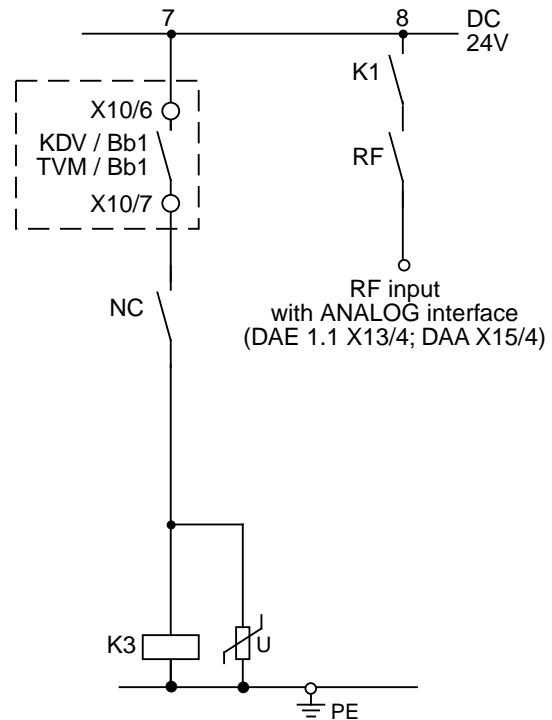 7
8
DC
24V
K1
X10/6
KDV / Bb1
TVM / Bb1
RF
X10/7
RF input
with ANALOG interface
(DAE 1.1 X13/4; DAA X15/4)
NC
K3
U
PE